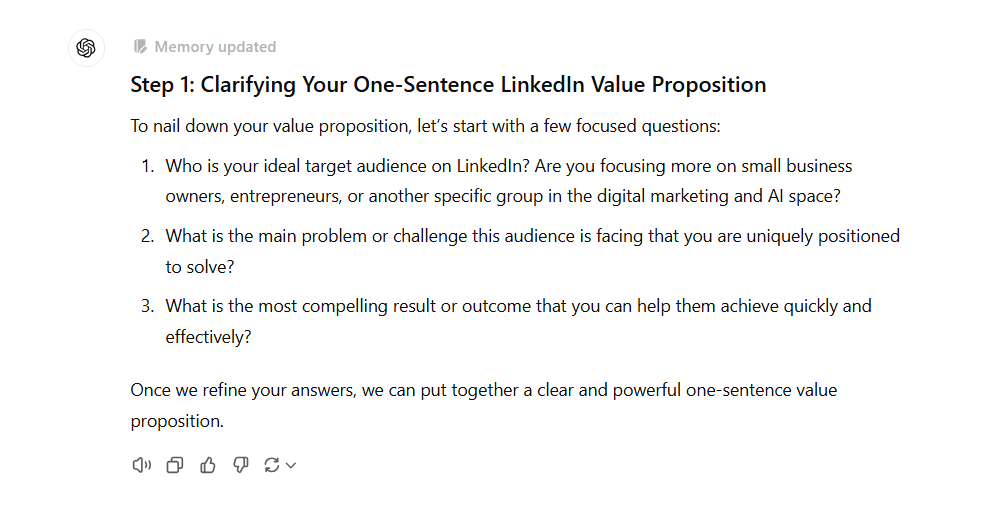 Memory updated
Step 1: Clarifying Your One-Sentence LinkedIn Value Proposition
To nail down your value proposition, let’s start with a few focused questions:
1. Who is your ideal target audience on LinkedIn? Are you focusing more on small business
owners, entrepreneurs, or another specific group in the digital marketing and AI space?
2. What is the main problem or challenge this audience is facing that you are uniquely positioned
to solve?
3. What is the most compelling result or outcome that you can help them achieve quickly and
effectively?
Once we refine your answers, we can put together a clear and powerful one-sentence value
proposition.